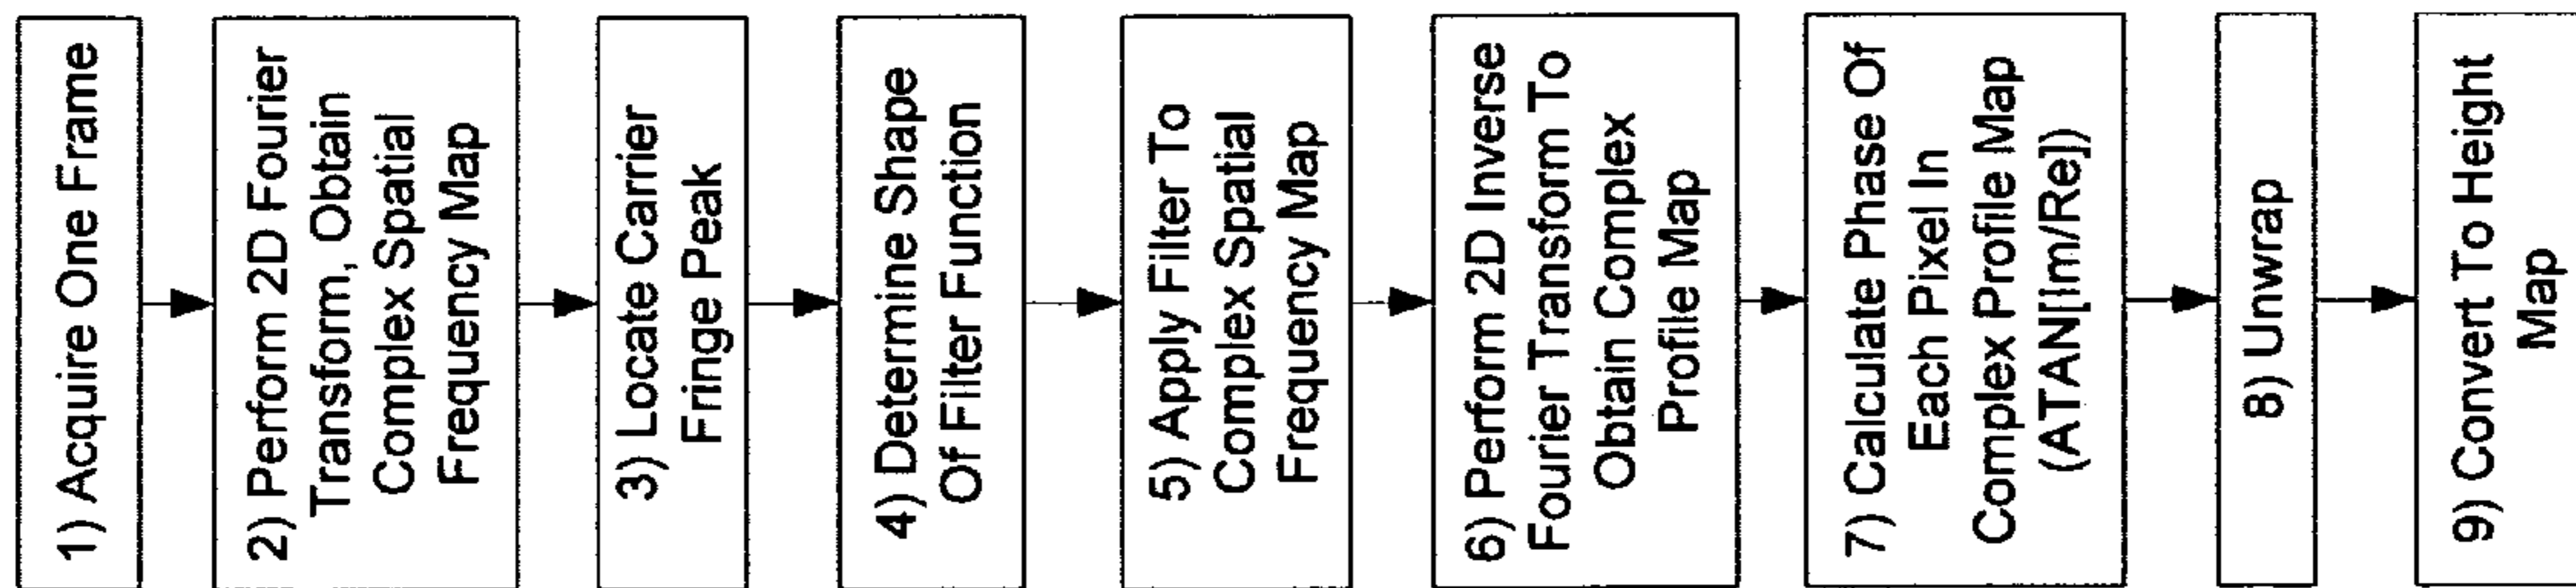 1) Acquire One Frame
2) Perform 2D Fourier
Transform, Obtain
Complex Spatial
Frequency Map
3) Locate Carrier
Fringe Peak
4) Determine Shape
Of Filter Function
5) Apply Filter To
Complex Spatial
Frequency Map
6) Perform 2D Inverse
Fourier Transform To
Obtain Complex
Profile Map
7) Calculate Phase Of
Each Pixel In
Complex Profile Map
(ATAN[Im/Re])
8) Unwrap
9) Convert To Height
Map